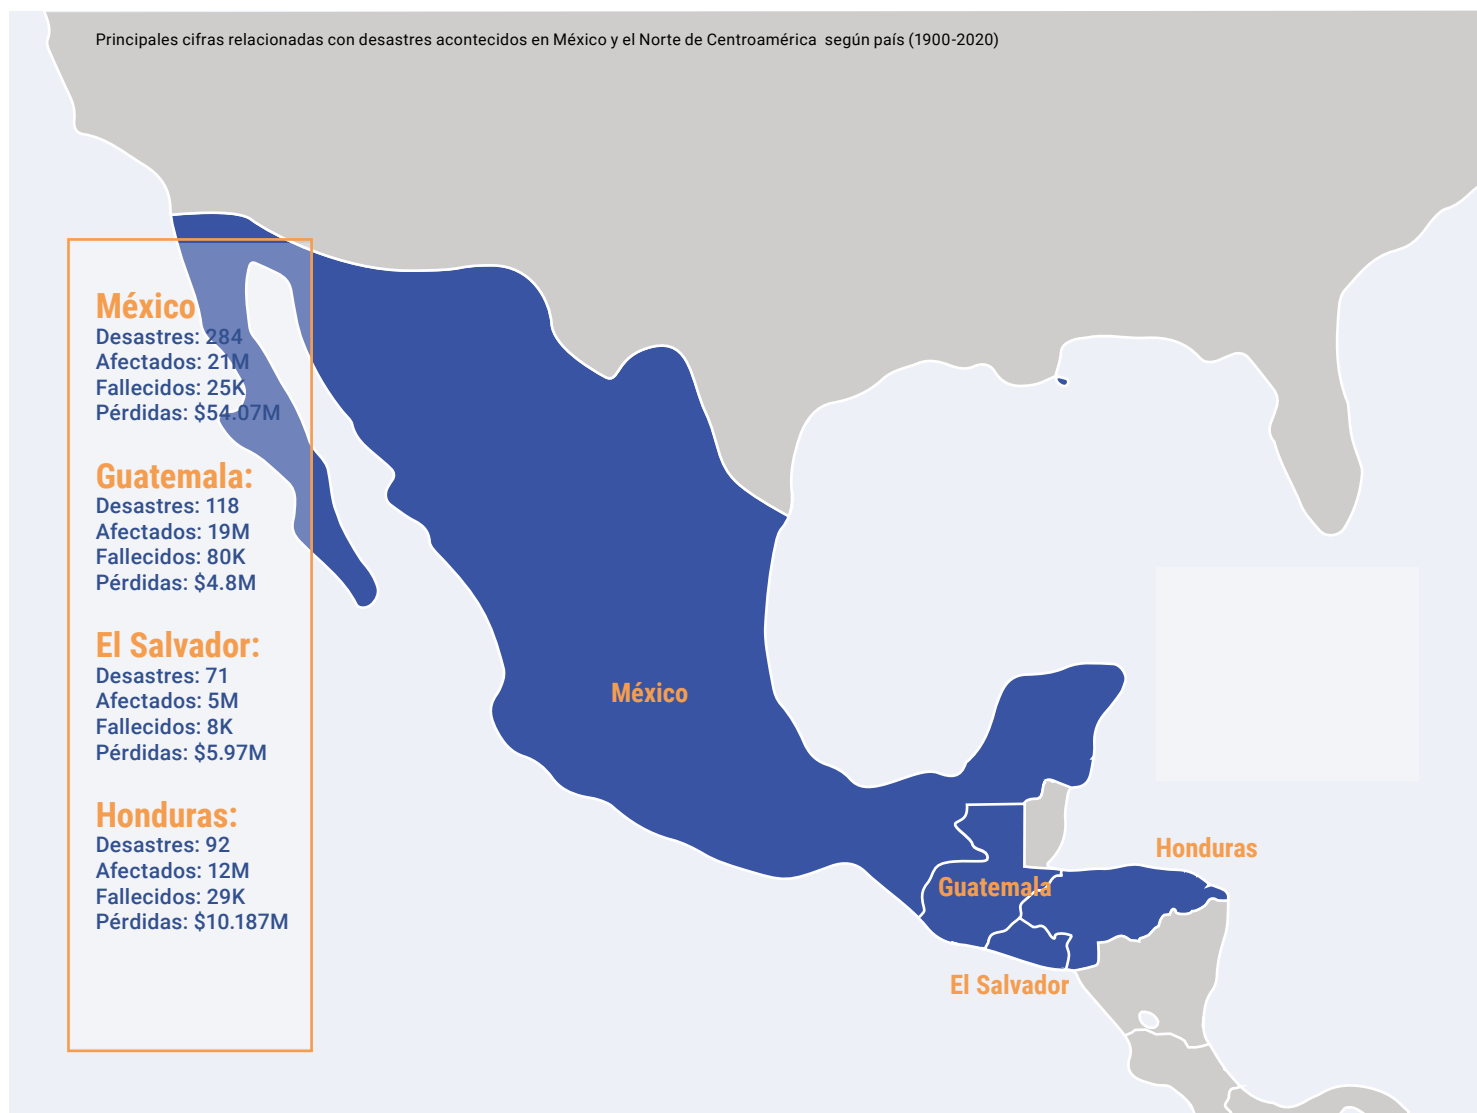 Principales cifras relacionadas con desastres acontecidos en México y el Norte de Centroamérica según país (1900-2020)
México
Desastres: 284
Afectados: 21M
Fallecidos: 25K
Pérdidas: $54.07M
Guatemala:
Desastres: 118
Afectados: 19M
Fallecidos: 80K
Pérdidas: $4.8M
El Salvador:
Desastres: 71
Afectados: 5M
Fallecidos: 8K
Pérdidas: $5.97M
Honduras:
Desastres: 92
Afectados: 12M
Fallecidos: 29K
Pérdidas: $10.187M
México
Honduras
Guatemala
El Salvador